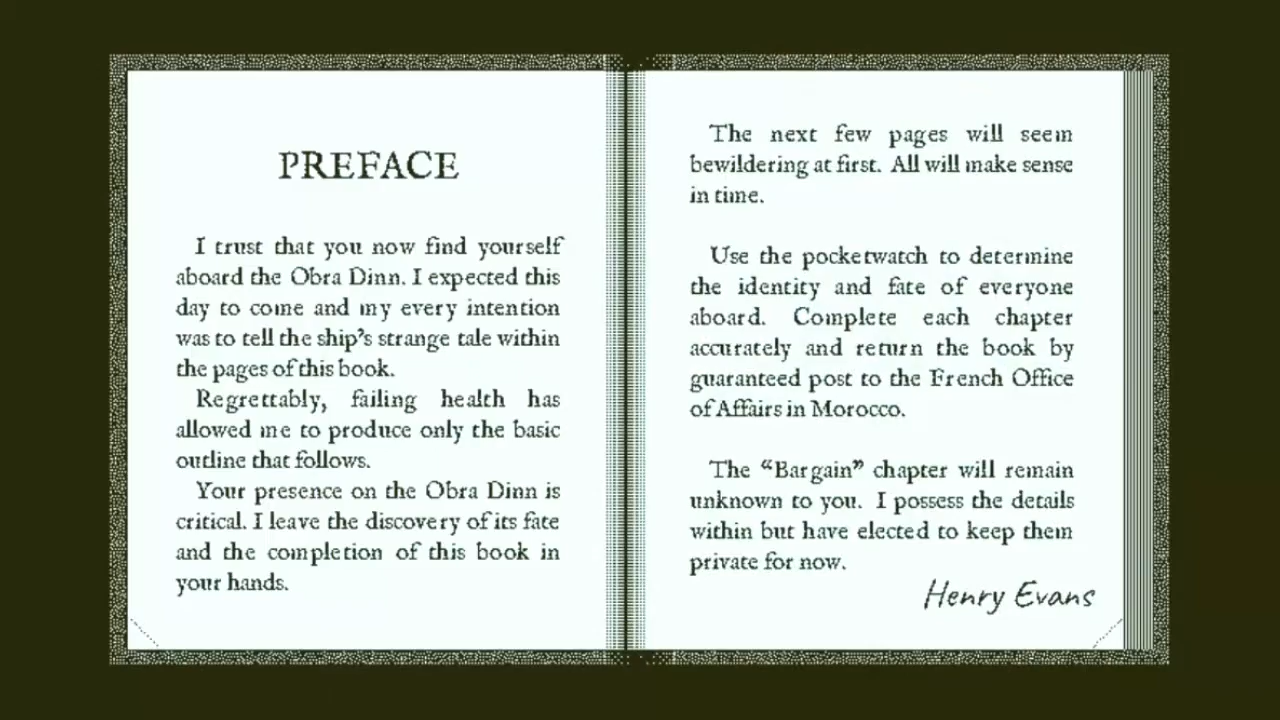 PREFACE
I trust that you now find yourself
aboard the Obra Dinn. I expected this
day to come and my every intention
was to tell the ship's strange tale within
the pages of this book.
Regrettably, failing health has
allowed me to produce only the basic
outline that follows.
Your presence on the Obra Dinn is
critical. I leave the discovery of its fate
and the completion of this book in
your hands.
The next few pages will seem
bewildering at first. All will make sense
in time.
Use the pocketwatch to determine
the identity and fate of everyone
aboard. Complete each chapter
accurately and return the book by
guaranteed post to the French Office
of Affairs in Morocco.
The “Bargain” chapter will remain
unknown to you. I possess the details
within but have elected to keep them
private for now.
Henry Evans